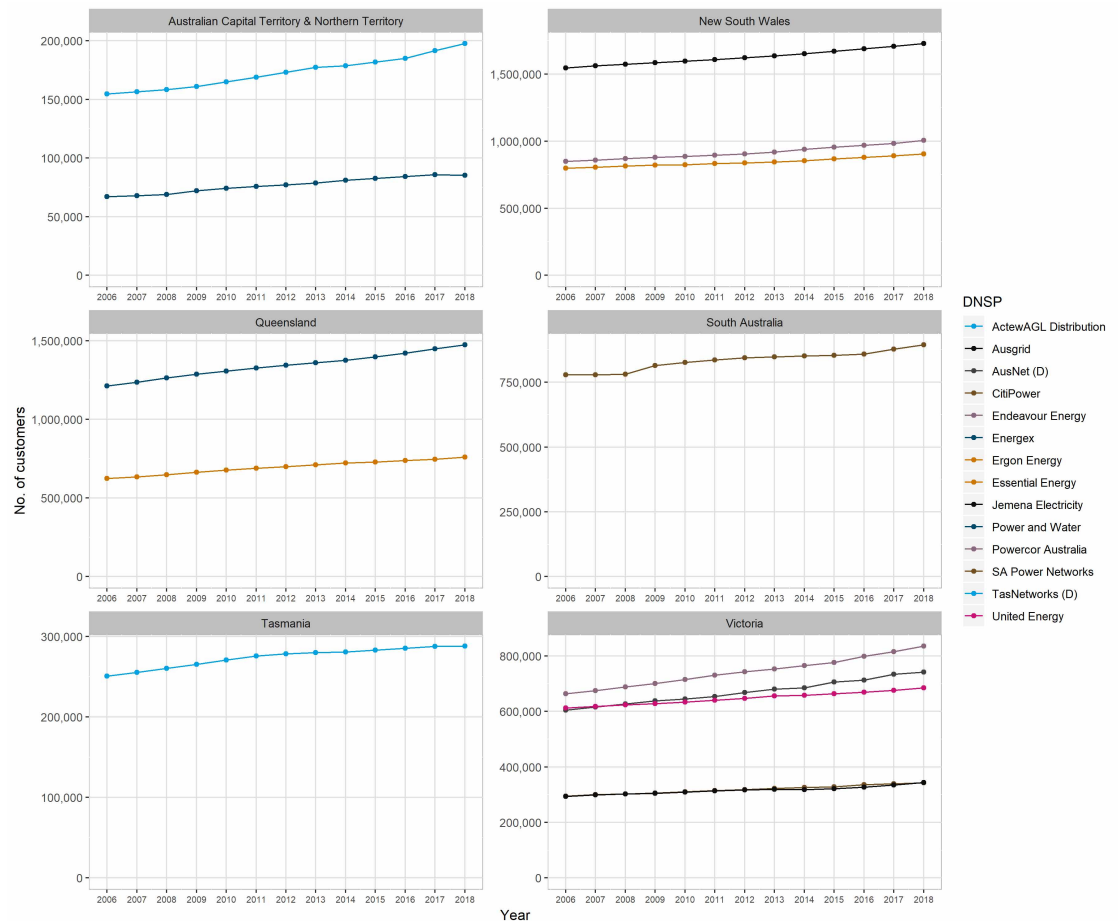 Australian Capital Territory & Northern Territory
New South Wales
200,000
150,000
100,000
50,000
0
1,500,000
1,000,000
500,000
0
2006 2007 2008 2009 2010 2011 2012 2013 2014 2015 2016 2017 2018
2006 2007 2008 2009 2010 2011 2012 2013 2014 2015 2016 2017 2018
Queensland
South Australia
1,500,000
1,000,000
500,000
0
750,000
500,000
250,000
0
2006 2007 2008 2009 2010 2011 2012 2013 2014 2015 2016 2017 2018
2006 2007 2008 2009 2010 2011 2012 2013 2014 2015 2016 2017 2018
Tasmania
Victoria
300,000
200,000
100,000
0
800,000
600,000
400,000
200,000
0
2006 2007 2008 2009 2010 2011 2012 2013 2014 2015 2016 2017 2018
2006 2007 2008 2009 2010 2011 2012 2013 2014 2015 2016 2017 2018
No. of customers
Year
DNSP
ActewAGL Distribution
Ausgrid
AusNet (D)
CitiPower
Endeavour Energy
Energex
Ergon Energy
Essential Energy
Jemena Electricity
Power and Water
Powercor Australia
SA Power Networks
TasNetworks (D)
United Energy